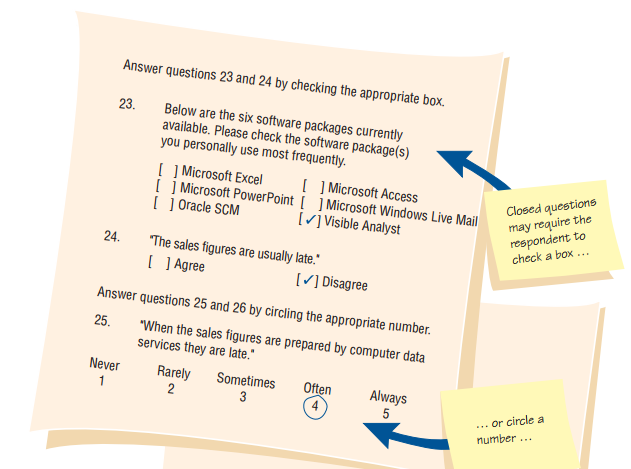 Answer questions 23 and 24 by checking the appropriate box.
23. Below are the six software packages currently
available. Please check the software package(s)
you personally use most frequently.
[ ] Microsoft Excel [ ] Microsoft Access
[ ] Microsoft PowerPoint [ ] Microsoft Windows Live Mail
[ ] Oracle SCM [✓] Visible Analyst
24. "The sales figures are usually late."
[ ] Agree [✓] Disagree
Answer questions 25 and 26 by circling the appropriate number.
25. "When the sales figures are prepared by computer data
services they are late."
Never Rarely Sometimes Often Always
1 2 3 4 5
Closed questions
may require the
respondent to
check a box ...
... or circle a
number ...